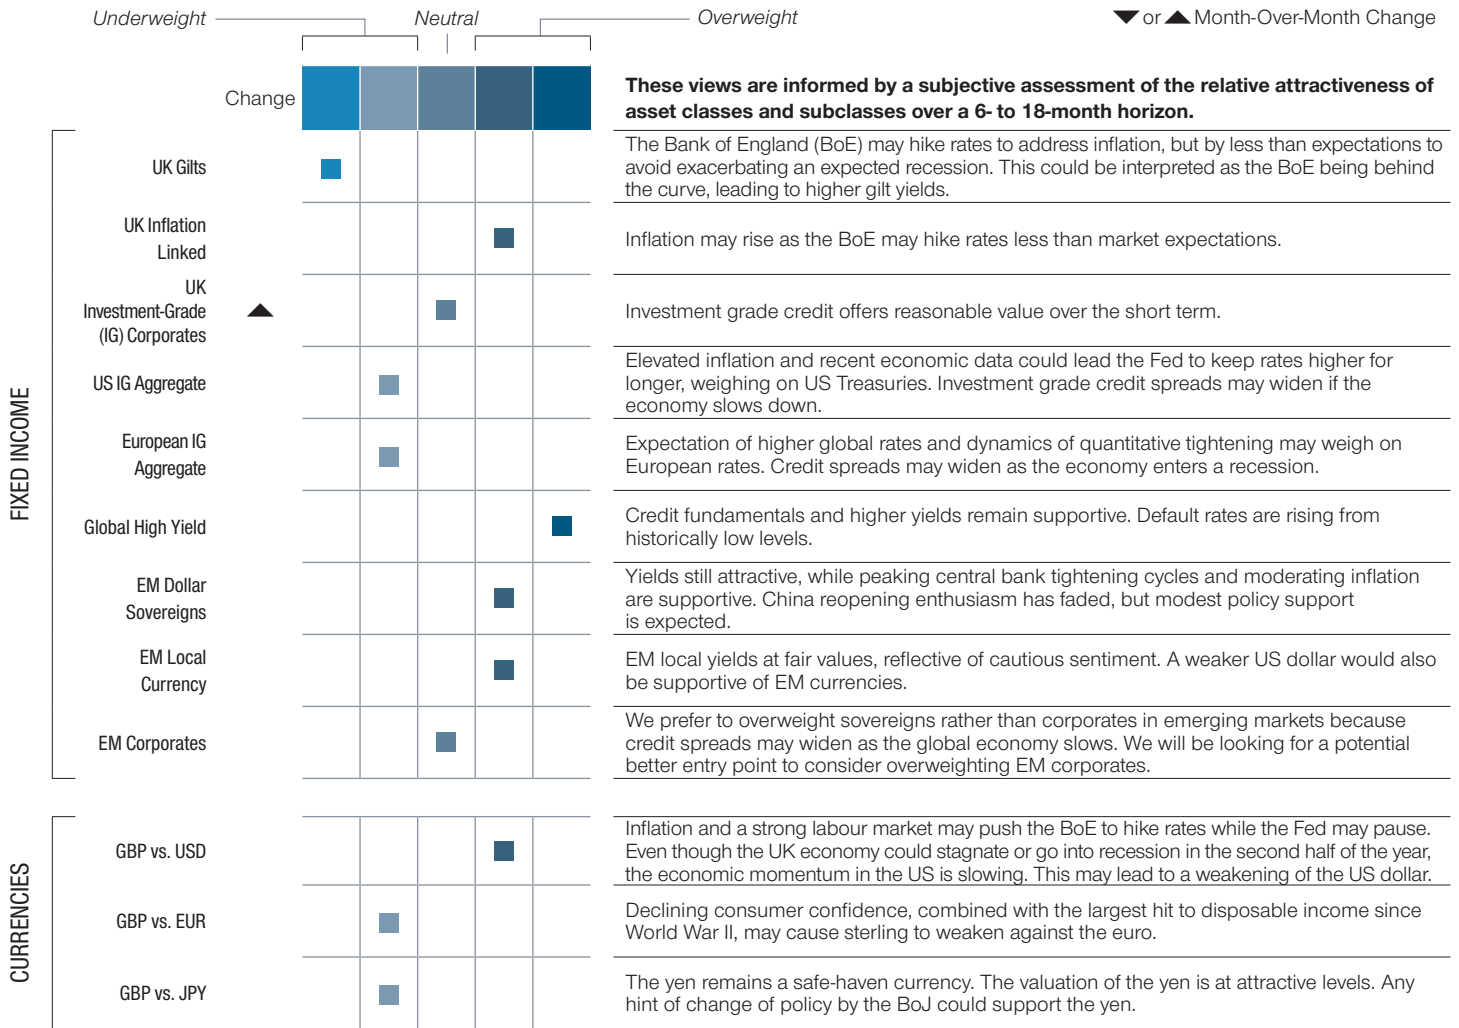 Underweight
Neutral
Overweight
▼ or ▲ Month-Over-Month Change
Change
These views are informed by a subjective assessment of the relative attractiveness of
asset classes and subclasses over a 6- to 18-month horizon.
FIXED INCOME
UK Gilts
The Bank of England (BoE) may hike rates to address inflation, but by less than expectations to
avoid exacerbating an expected recession. This could be interpreted as the BoE being behind
the curve, leading to higher gilt yields.
UK Inflation
Linked
Inflation may rise as the BoE may hike rates less than market expectations.
UK
Investment-Grade
(IG) Corporates
▲
Investment grade credit offers reasonable value over the short term.
US IG Aggregate
Elevated inflation and recent economic data could lead the Fed to keep rates higher for
longer, weighing on US Treasuries. Investment grade credit spreads may widen if the
economy slows down.
European IG
Aggregate
Expectation of higher global rates and dynamics of quantitative tightening may weigh on
European rates. Credit spreads may widen as the economy enters a recession.
Global High Yield
Credit fundamentals and higher yields remain supportive. Default rates are rising from
historically low levels.
EM Dollar
Sovereigns
Yields still attractive, while peaking central bank tightening cycles and moderating inflation
are supportive. China reopening enthusiasm has faded, but modest policy support
is expected.
EM Local
Currency
EM local yields at fair values, reflective of cautious sentiment. A weaker US dollar would also
be supportive of EM currencies.
EM Corporates
We prefer to overweight sovereigns rather than corporates in emerging markets because
credit spreads may widen as the global economy slows. We will be looking for a potential
better entry point to consider overweighting EM corporates.
CURRENCIES
GBP vs. USD
Inflation and a strong labour market may push the BoE to hike rates while the Fed may pause.
Even though the UK economy could stagnate or go into recession in the second half of the year,
the economic momentum in the US is slowing. This may lead to a weakening of the US dollar.
GBP vs. EUR
Declining consumer confidence, combined with the largest hit to disposable income since
World War II, may cause sterling to weaken against the euro.
GBP vs. JPY
The yen remains a safe-haven currency. The valuation of the yen is at attractive levels. Any
hint of change of policy by the BoJ could support the yen.